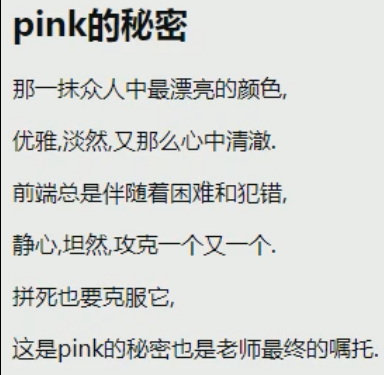 pink的秘密
那一抹众人中最漂亮的颜色,
优雅,淡然,又那么心中清澈.
前端总是伴随着困难和犯错,
静心,坦然,攻克一个又一个.
拼死也要克服它,
这是pink的秘密也是老师最终的嘱托.